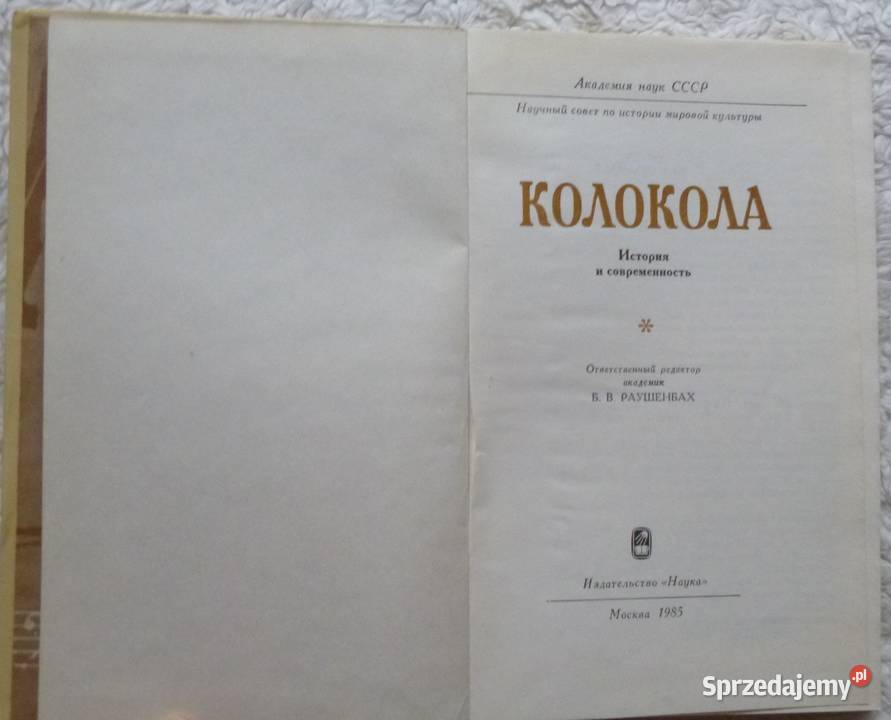 Академия наук СССР
Научный совет по истории мировой культуры
КОЛОКОЛА
История
и современность
*
Ответственный редактор
академик
Б. В РАУШЕНБАХ
Издательство «Наука»
Москва 1985
Sprzedajemy.pl